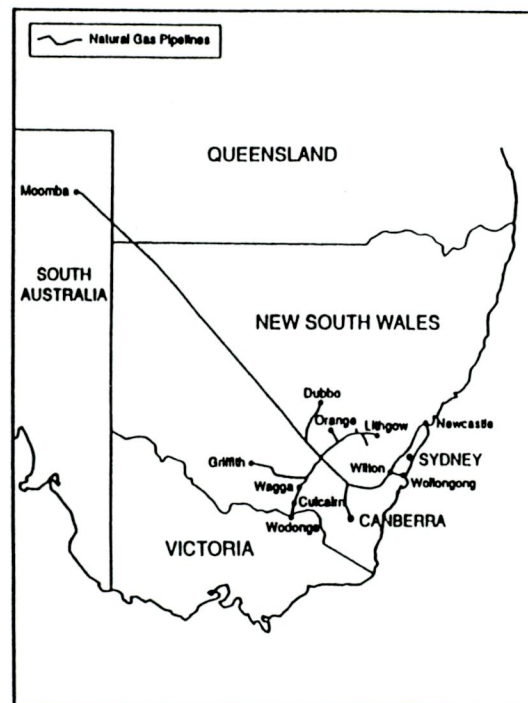 Natural Gas Pipelines
QUEENSLAND
Moomba
SOUTH
AUSTRALIA
NEW SOUTH WALES
Dubbo
Orange
Lithgow
Newcastle
Griffith
Wilton
SYDNEY
Wagga
Wollongong
Culcairn
Wodonga
CANBERRA
VICTORIA